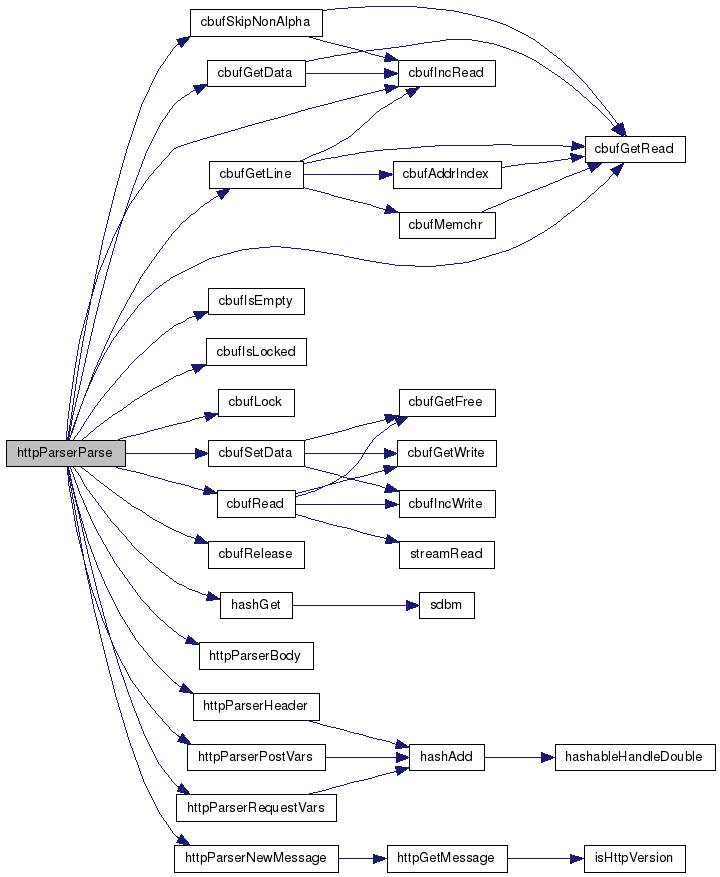 cbufSkipNonAlpha
cbufGetData
cbufIncRead
cbufGetRead
cbufGetLine
cbufAddrIndex
cbufMemchr
cbufIsEmpty
cbufIsLocked
cbufLock
cbufGetFree
httpParserParse
cbufSetData
cbufGetWrite
cbufRead
cbufIncWrite
cbufRelease
streamRead
hashGet
sdbm
httpParserBody
httpParserHeader
httpParserPostVars
hashAdd
hashableHandleDouble
httpParserRequestVars
httpParserNewMessage
httpGetMessage
isHttpVersion